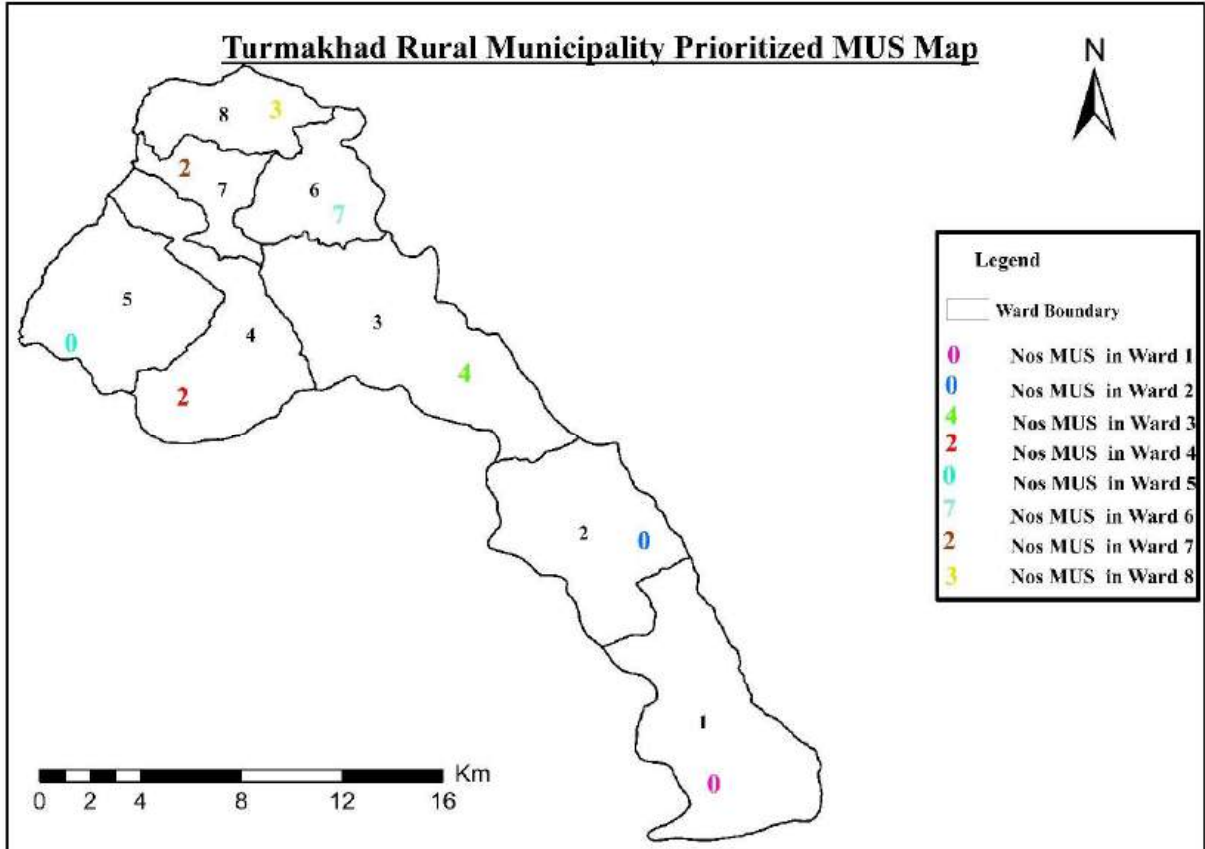 Turmakhad Rural Municipality Prioritized MUS Map
N
8 3
2
7
6
7
5
0
4
2
3
4
2 0
1
0
Legend
Ward Boundary
0 Nos MUS in Ward 1
0 Nos MUS in Ward 2
4 Nos MUS in Ward 3
2 Nos MUS in Ward 4
0 Nos MUS in Ward 5
7 Nos MUS in Ward 6
2 Nos MUS in Ward 7
3 Nos MUS in Ward 8
Km
0 2 4 8 12 16